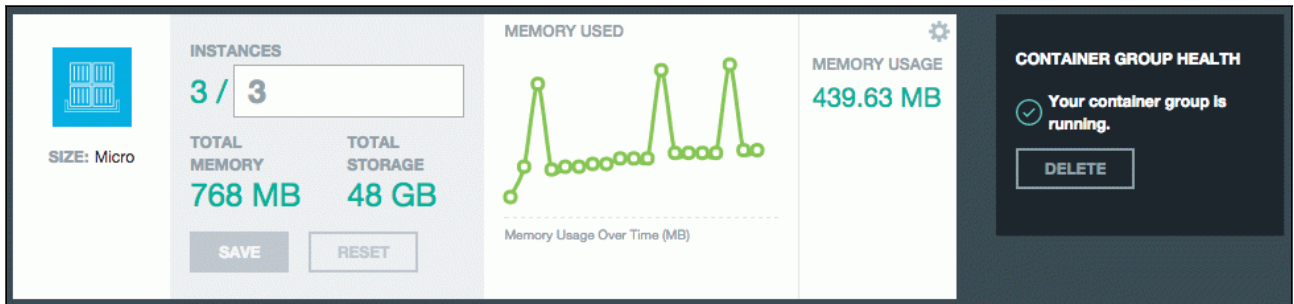 SIZE: Micro
INSTANCES
3 / 3
TOTAL
MEMORY
768 MB
TOTAL
STORAGE
48 GB
SAVE
RESET
MEMORY USED
Memory Usage Over Time (MB)
MEMORY USAGE
439.63 MB
CONTAINER GROUP HEALTH
Your container group is
running.
DELETE